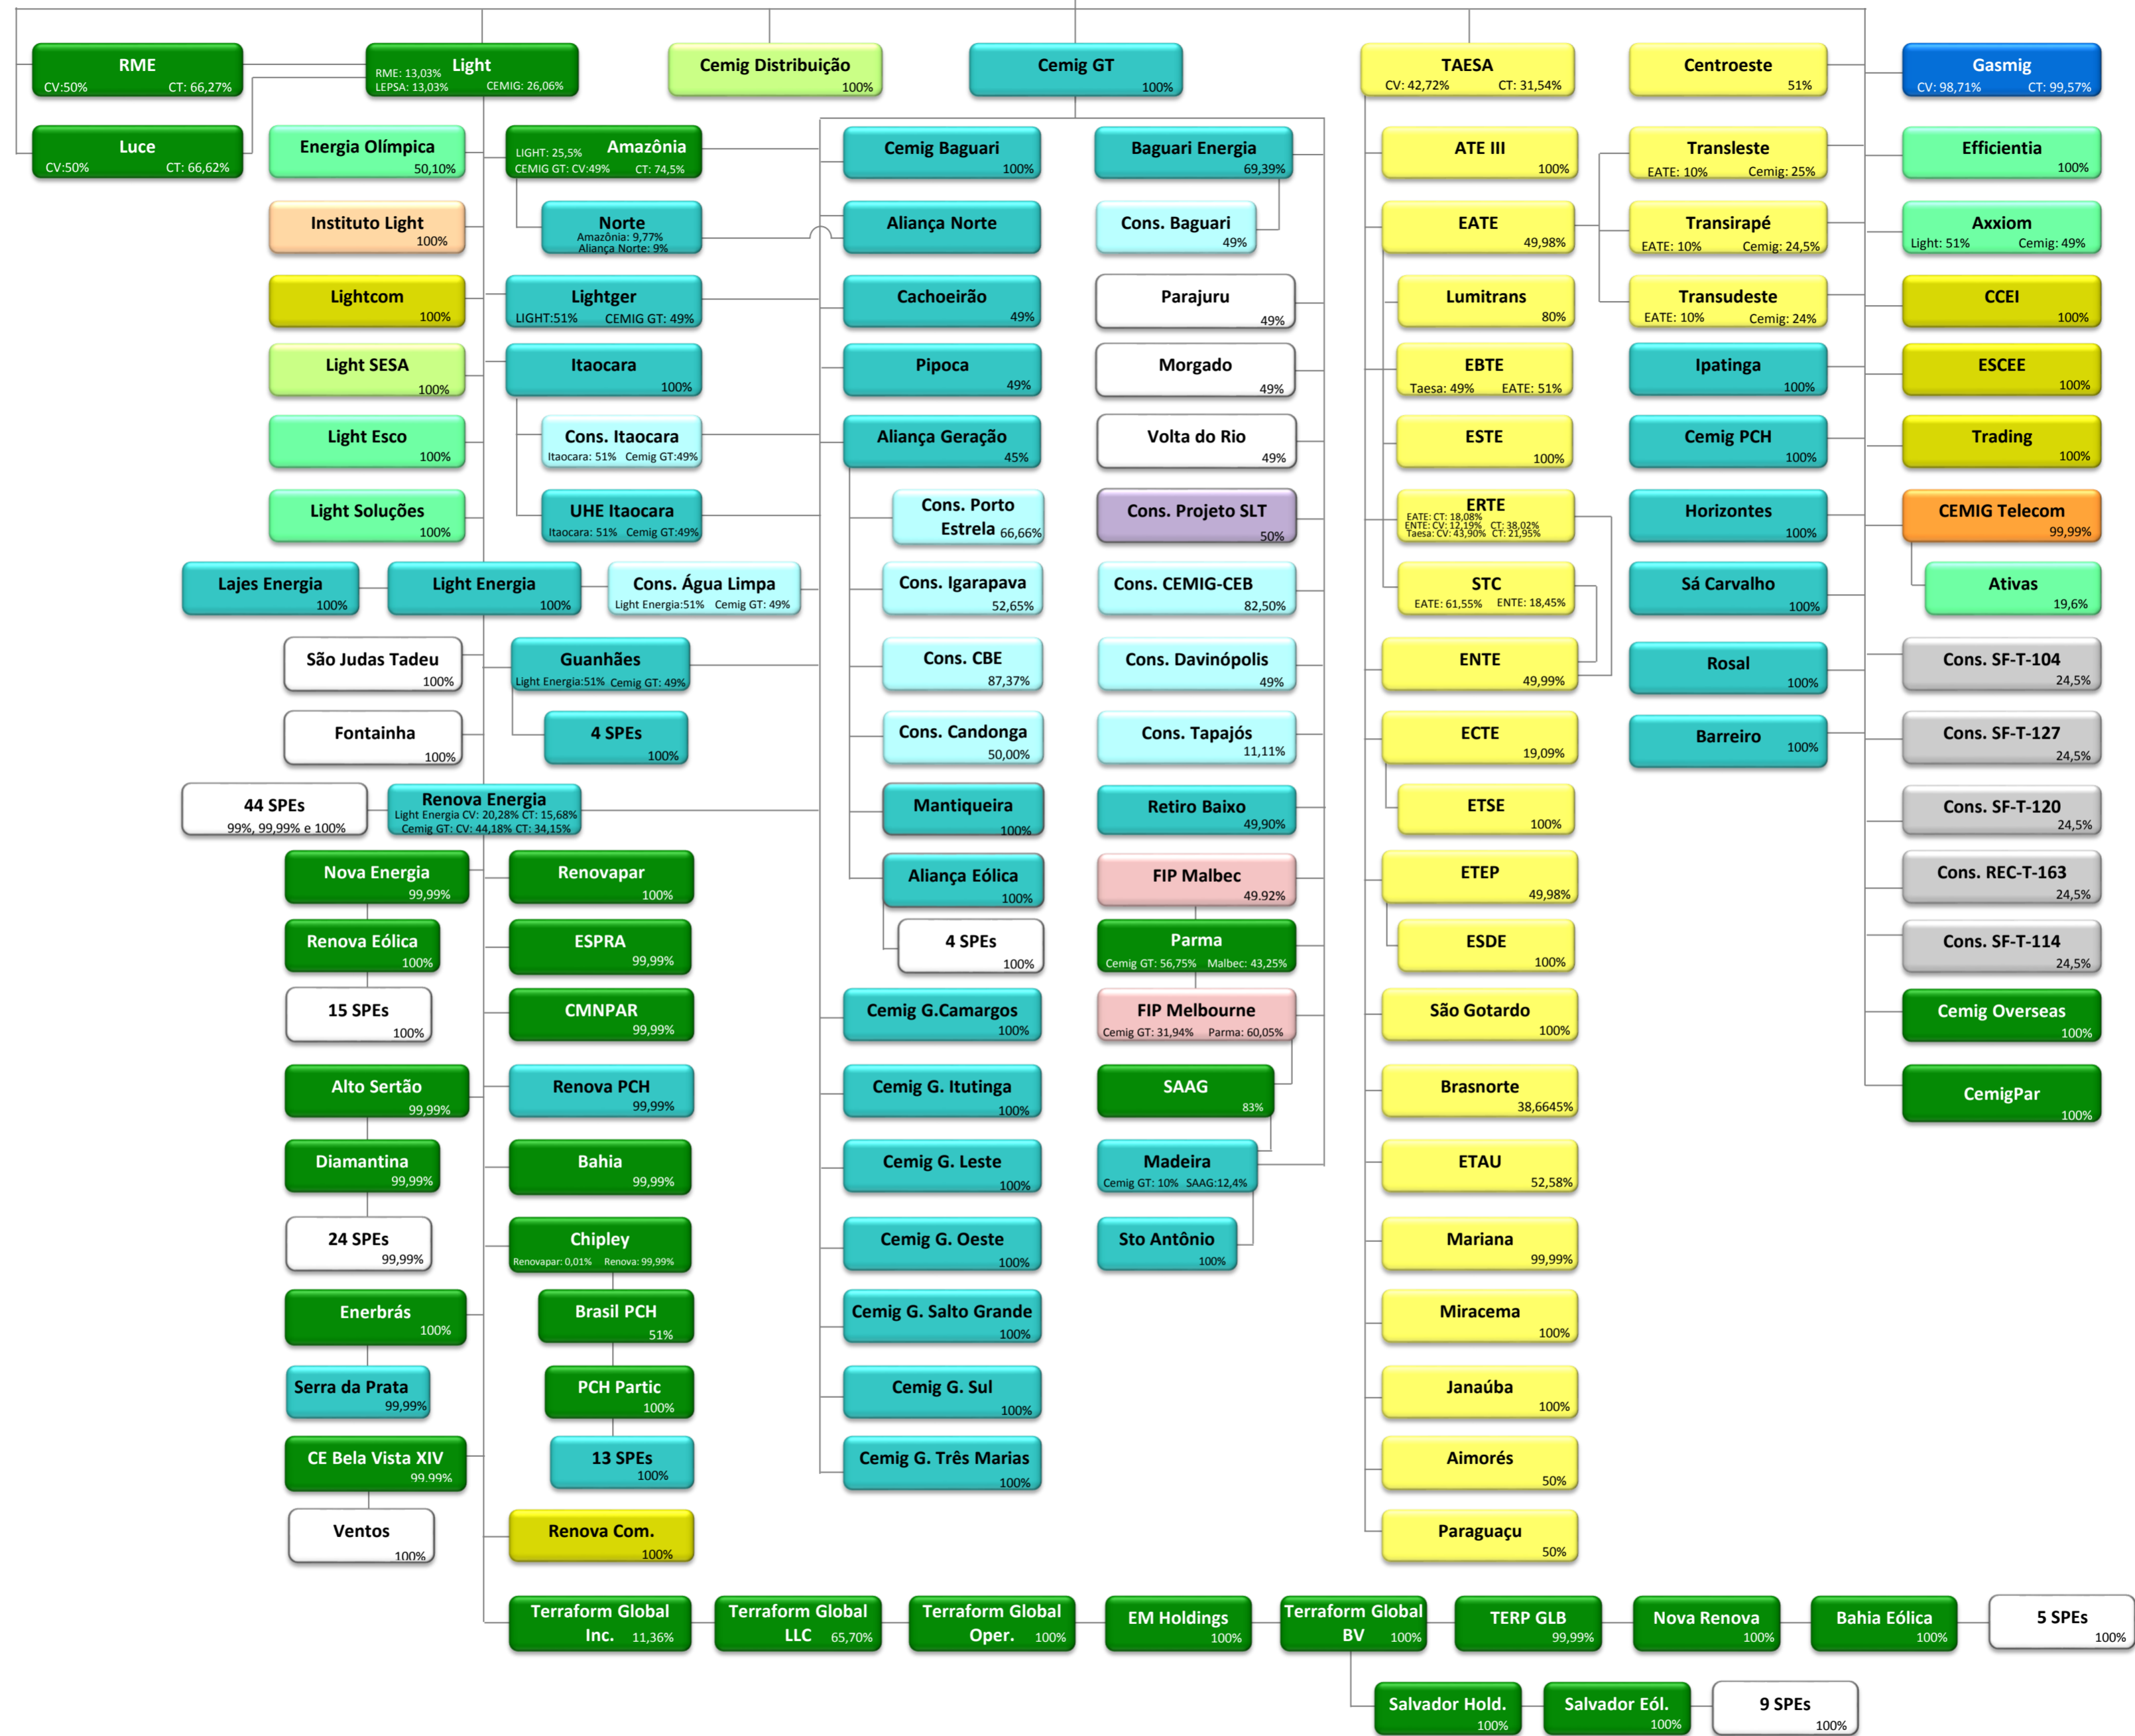 RME
CV:50% CT: 66,27%
Light
RME: 13,03%
LEPSA: 13,03% CEMIG: 26,06%
Cemig Distribuição
100%
Cemig GT
100%
TAESA
CV: 42,72% CT: 31,54%
Centroeste
51%
Gasmig
CV: 98,71% CT: 99,57%
Luce
CV:50% CT: 66,62%
Energia Olímpica
50,10%
Amazônia
LIGHT: 25,5%
CEMIG GT: CV:49% CT: 74,5%
Cemig Baguari
100%
Baguari Energia
69,39%
ATE III
100%
Transleste
EATE: 10% Cemig: 25%
Efficientia
100%
Instituto Light
100%
Norte
Amazônia: 9,77%
Aliança Norte: 9%
Aliança Norte
Cons. Baguari
49%
EATE
49,98%
Transirapé
EATE: 10% Cemig: 24,5%
Axxiom
Light: 51% Cemig: 49%
Lightcom
100%
Lightger
LIGHT:51% CEMIG GT: 49%
Cachoeirão
49%
Parajuru
49%
Lumitrans
80%
Transudeste
EATE: 10% Cemig: 24%
CCEI
100%
Light SESA
100%
Itaocara
100%
Pipoca
49%
Morgado
49%
EBTE
Taesa: 49% EATE: 51%
Ipatinga
100%
ESCEE
100%
Light Esco
100%
Cons. Itaocara
Itaocara: 51% Cemig GT:49%
Aliança Geração
45%
Volta do Rio
49%
ESTE
100%
Cemig PCH
100%
Trading
100%
Light Soluções
100%
UHE Itaocara
Itaocara: 51% Cemig GT:49%
Cons. Porto
Estrela 66,66%
Cons. Projeto SLT
50%
ERTE
EATE: CT: 18,08%
ENTE: CV: 12,19% CT: 38,02%
Taesa: CV: 43,90% CT: 21,95%
Horizontes
100%
CEMIG Telecom
99,99%
Lajes Energia
100%
Light Energia
100%
Cons. Água Limpa
Light Energia:51% Cemig GT: 49%
Cons. Igarapava
52,65%
Cons. CEMIG-CEB
82,50%
STC
EATE: 61,55% ENTE: 18,45%
Sá Carvalho
100%
Ativas
19,6%
São Judas Tadeu
100%
Guanhães
Light Energia:51% Cemig GT: 49%
Cons. CBE
87,37%
Cons. Davinópolis
49%
ENTE
49,99%
Rosal
100%
Cons. SF-T-104
24,5%
Fontainha
100%
4 SPEs
100%
Cons. Candonga
50,00%
Cons. Tapajós
11,11%
ECTE
19,09%
Barreiro
100%
Cons. SF-T-127
24,5%
44 SPEs
99%, 99,99% e 100%
Renova Energia
Light Energia CV: 20,28% CT: 15,68%
Cemig GT: CV: 44,18% CT: 34,15%
Mantiqueira
100%
Retiro Baixo
49,90%
ETSE
100%
Cons. SF-T-120
24,5%
Nova Energia
99,99%
Renovapar
100%
Aliança Eólica
100%
FIP Malbec
49.92%
ETEP
49,98%
Cons. REC-T-163
24,5%
Renova Eólica
100%
ESPRA
99,99%
4 SPEs
100%
Parma
Cemig GT: 56,75% Malbec: 43,25%
ESDE
100%
Cons. SF-T-114
24,5%
15 SPEs
100%
CMNPAR
99,99%
Cemig G.Camargos
100%
FIP Melbourne
Cemig GT: 31,94% Parma: 60,05%
São Gotardo
100%
Cemig Overseas
100%
Alto Sertão
99,99%
Renova PCH
99,99%
Cemig G. Itutinga
100%
SAAG
83%
Brasnorte
38,6645%
CemigPar
100%
Diamantina
99,99%
Bahia
99,99%
Cemig G. Leste
100%
Madeira
Cemig GT: 10% SAAG:12,4%
ETAU
52,58%
24 SPEs
99,99%
Chipley
Renovapar: 0,01% Renova: 99,99%
Cemig G. Oeste
100%
Sto Antônio
100%
Mariana
99,99%
Enerbrás
100%
Brasil PCH
51%
Cemig G. Salto Grande
100%
Miracema
100%
Serra da Prata
99,99%
PCH Partic
100%
Cemig G. Sul
100%
Janaúba
100%
CE Bela Vista XIV
99.99%
13 SPEs
100%
Cemig G. Três Marias
100%
Aimorés
50%
Ventos
100%
Renova Com.
100%
Paraguaçu
50%
Terraform Global
Inc. 11,36%
Terraform Global
LLC 65,70%
Terraform Global
Oper. 100%
EM Holdings
100%
Terraform Global
BV 100%
TERP GLB
99,99%
Nova Renova
100%
Bahia Eólica
100%
5 SPEs
100%
Salvador Hold.
100%
Salvador Eól.
100%
9 SPEs
100%